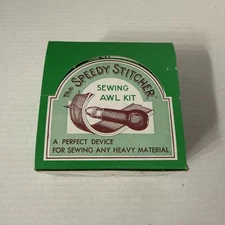 The SPEEDY STITCHER
SEWING
AWL KIT
A PERFECT DEVICE
FOR SEWING ANY HEAVY MATERIAL